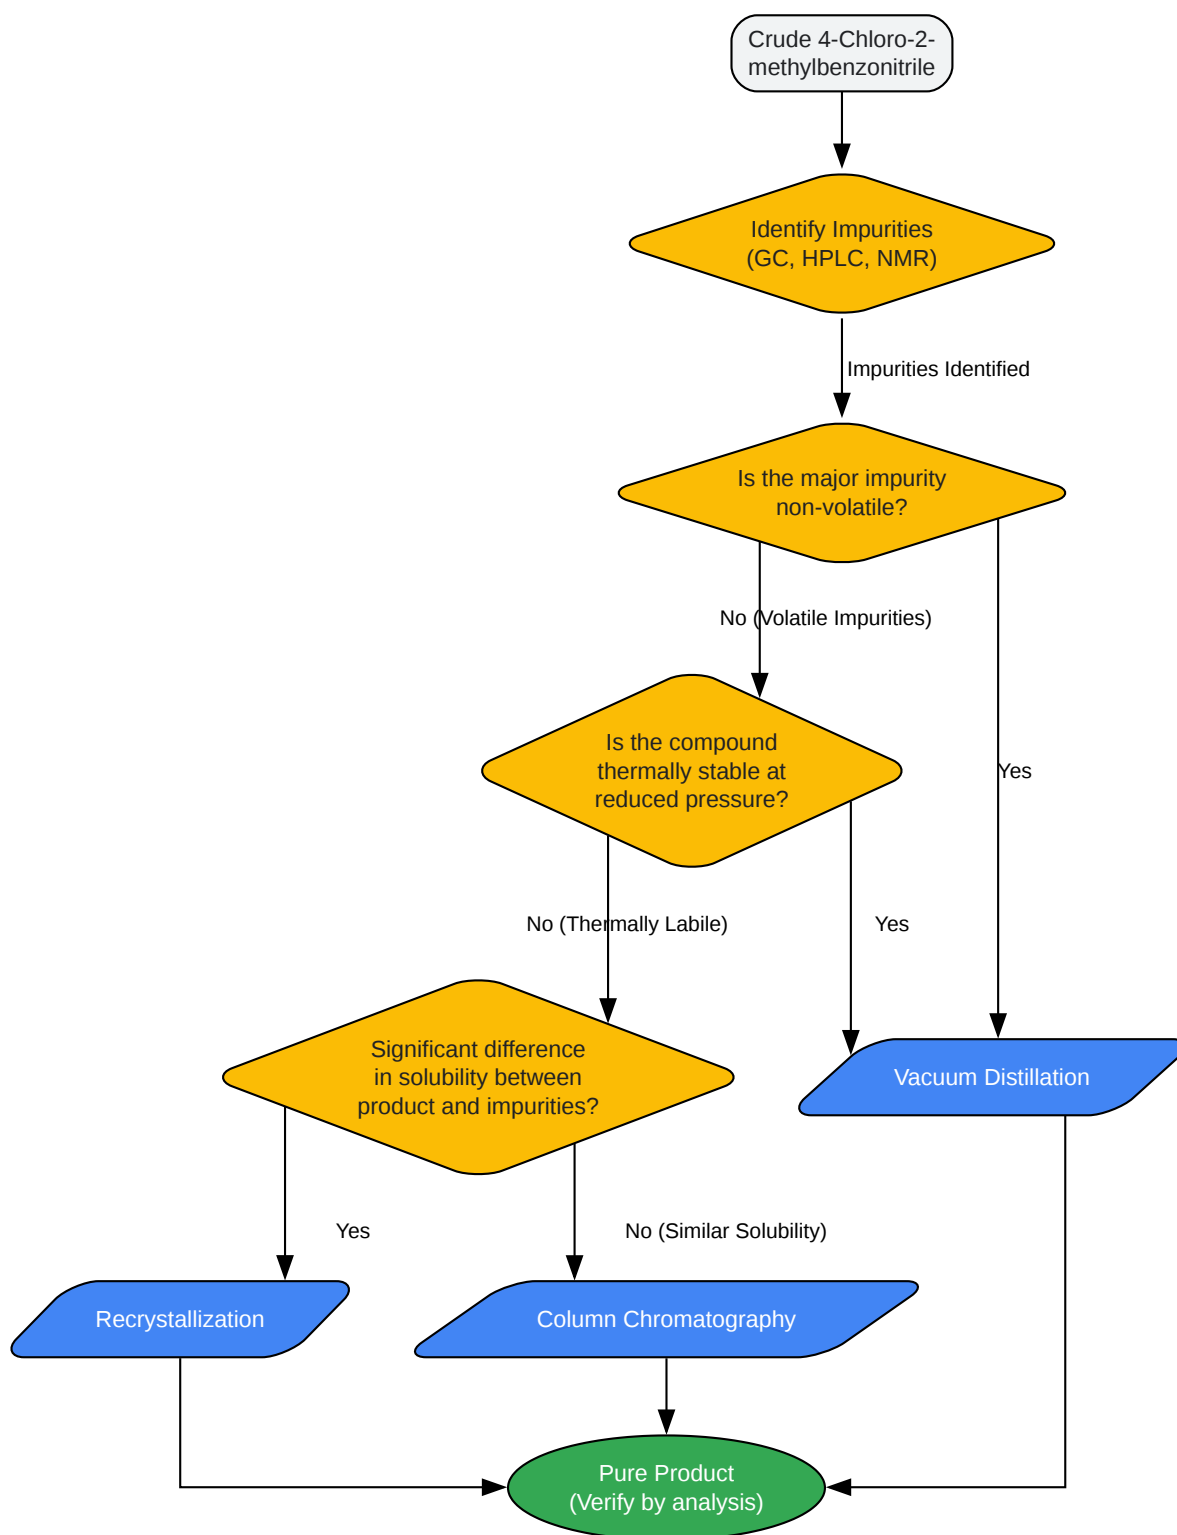 Crude 4-Chloro-2-
methylbenzonitrile
Identify Impurities
(GC, HPLC, NMR)
Impurities Identified
Is the major impurity
non-volatile?
No (Volatile Impurities)
Is the compound
thermally stable at
reduced pressure?
Yes
No (Thermally Labile)
Yes
Significant difference
in solubility between
product and impurities?
Vacuum Distillation
Yes
No (Similar Solubility)
Recrystallization
Column Chromatography
Pure Product
(Verify by analysis)